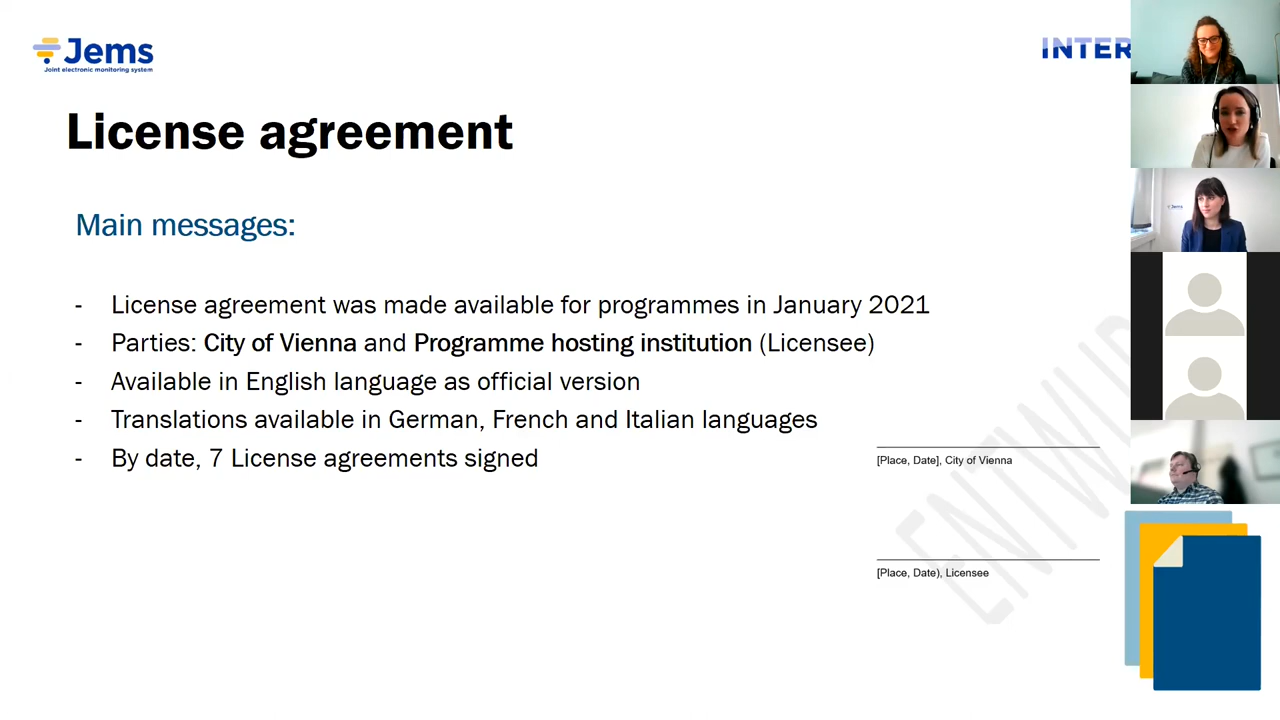 Jems
Joint electronic monitoring system
INTER
License agreement
Main messages:
- License agreement was made available for programmes in January 2021
- Parties: City of Vienna and Programme hosting institution (Licensee)
- Available in English language as official version
- Translations available in German, French and Italian languages
- By date, 7 License agreements signed
[Place, Date], City of Vienna
[Place, Date), Licensee
Jems